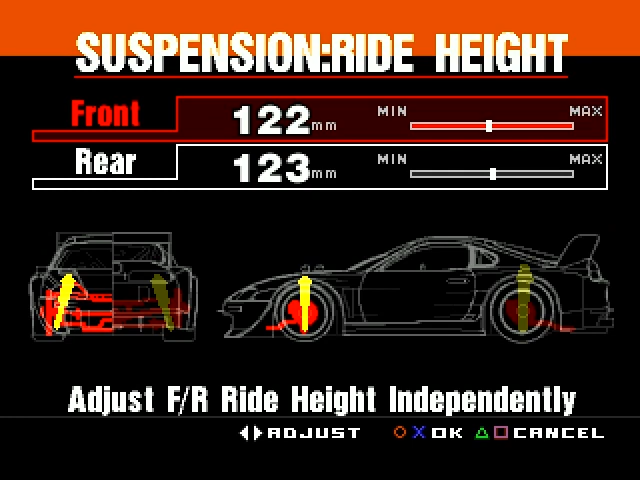 SUSPENSION:RIDE HEIGHT
Front 122mm MIN MAX
Rear 123mm MIN MAX
Adjust F/R Ride Height Independently
ADJUST OK CANCEL